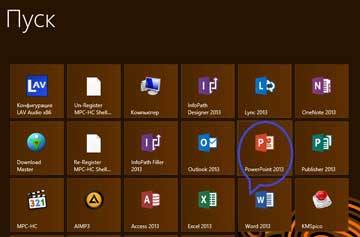 Пуск
Конфигурация
LAV Audio x86
Un-Register
MPC-HC Shell...
Компьютер
InfoPath
Designer 2013
Lync 2013
OneNote 2013
Download
Master
Re-Register
MPC-HC Shell...
InfoPath Filler
2013
Outlook 2013
PowerPoint 2013
Publisher 2013
MPC-HC
AIMP3
Access 2013
Excel 2013
Word 2013
KMSpico